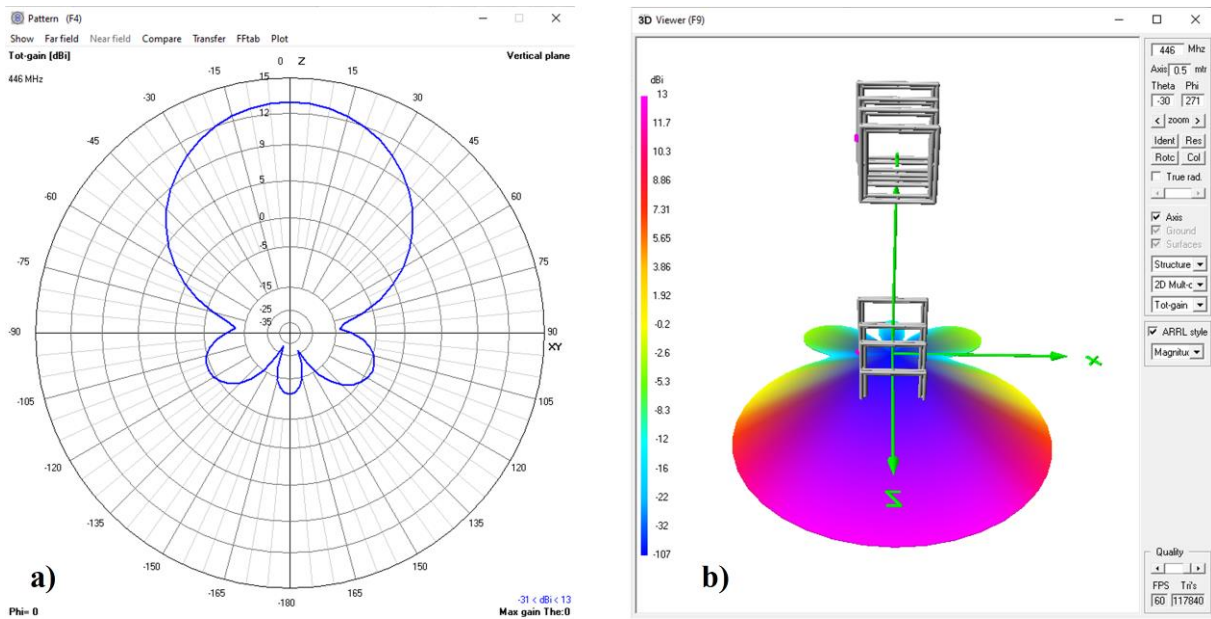 Pattern (F4)
Show Far field Near field Compare Transfer FFtab Plot
Tot-gain [dBi]
Vertical plane
446 MHz
0 Z
-15 15
-30 30
-45 45
-60 60
-75 75
-90 90
XY
-105 105
-120 120
-135 135
-150 150
-165 165
-180
15
12
9
5
0
-5
-15
-25
-35
a)
Phi= 0
-31 < dBi < 13
Max gain The:0
3D Viewer (F9)
dBi
13
11.7
10.3
8.86
7.31
5.65
3.86
1.92
-0.2
-2.6
-5.3
-8.3
-12
-16
-22
-32
-107
X
Z
b)
446 Mhz
Axis 0.5 mtr
Theta Phi
-30 271
< zoom >
Ident Res
Rotc Col
True rad.
Axis
Ground
Surfaces
Structure
2D Mult-c
Tot-gain
ARRL style
Magnitu
Quality
FPS Tri's
60 117840